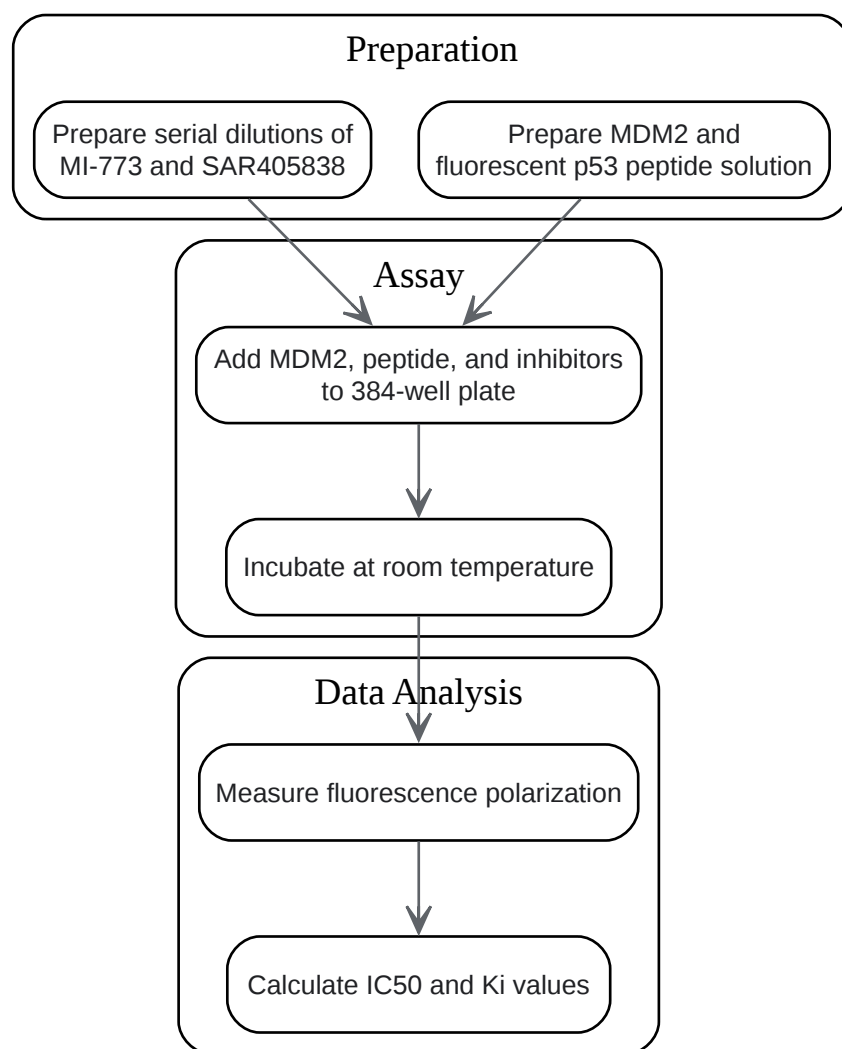 Preparation
Prepare serial dilutions of
MI-773 and SAR405838
Prepare MDM2 and
fluorescent p53 peptide solution
Assay
Add MDM2, peptide, and inhibitors
to 384-well plate
Incubate at room temperature
Data Analysis
Measure fluorescence polarization
Calculate IC50 and Ki values